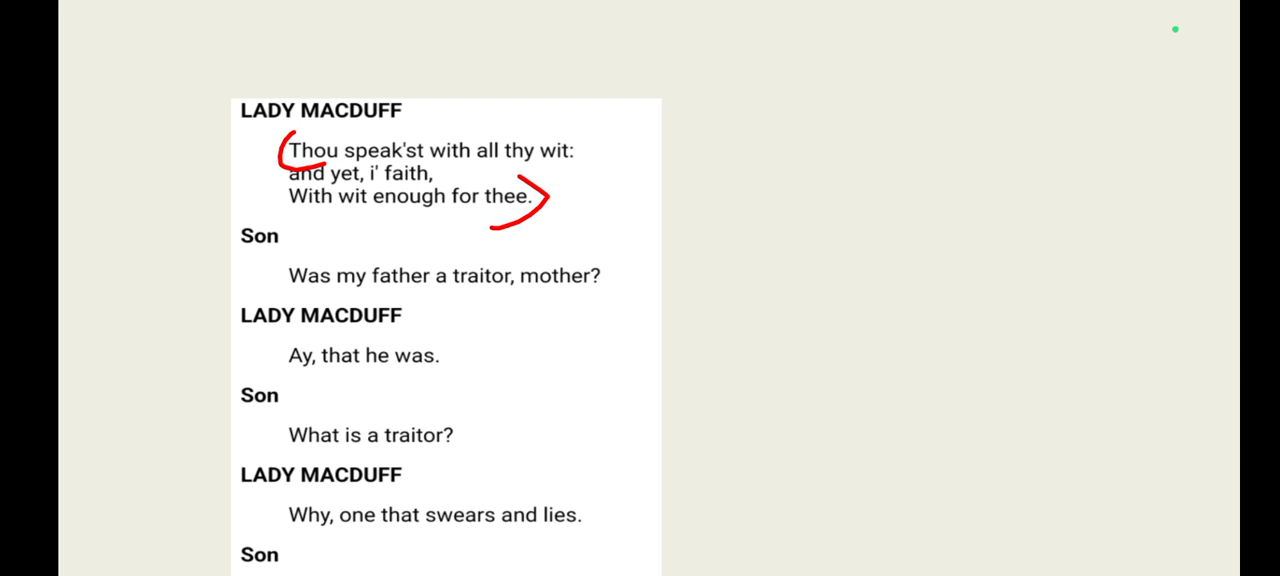 LADY MACDUFF
Thou speak'st with all thy wit:
and yet, i' faith,
With wit enough for thee.
Son
Was my father a traitor, mother?
LADY MACDUFF
Ay, that he was.
Son
What is a traitor?
LADY MACDUFF
Why, one that swears and lies.
Son